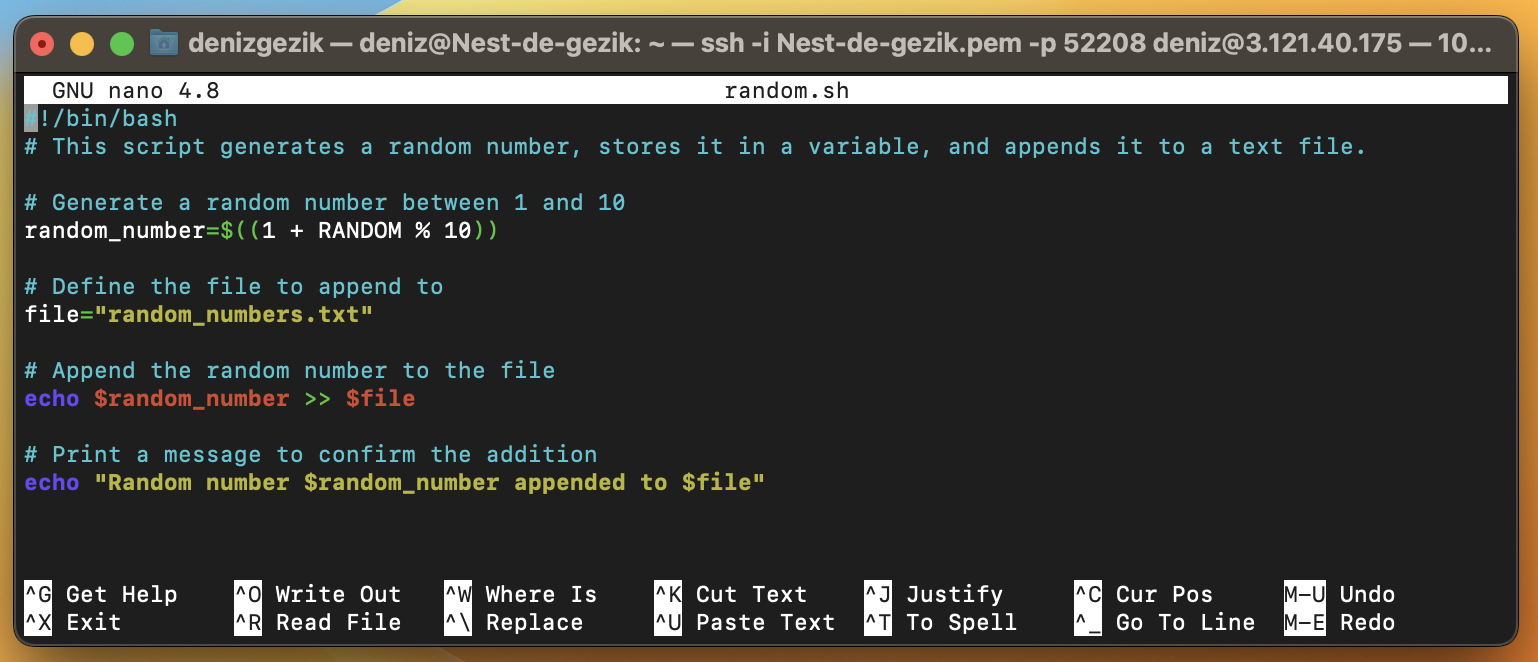 denizgezik — deniz@Nest-de-gezik: ~ — ssh -i Nest-de-gezik.pem -p 52208 deniz@3.121.40.175 — 10...
GNU nano 4.8 random.sh
#!/bin/bash
# This script generates a random number, stores it in a variable, and appends it to a text file.
# Generate a random number between 1 and 10
random_number=$((1 + RANDOM % 10))
# Define the file to append to
file="random_numbers.txt"
# Append the random number to the file
echo $random_number >> $file
# Print a message to confirm the addition
echo "Random number $random_number appended to $file"
^G Get Help ^O Write Out ^W Where Is ^K Cut Text ^J Justify ^C Cur Pos M-U Undo
^X Exit ^R Read File ^\ Replace ^U Paste Text ^T To Spell ^_ Go To Line M-E Redo